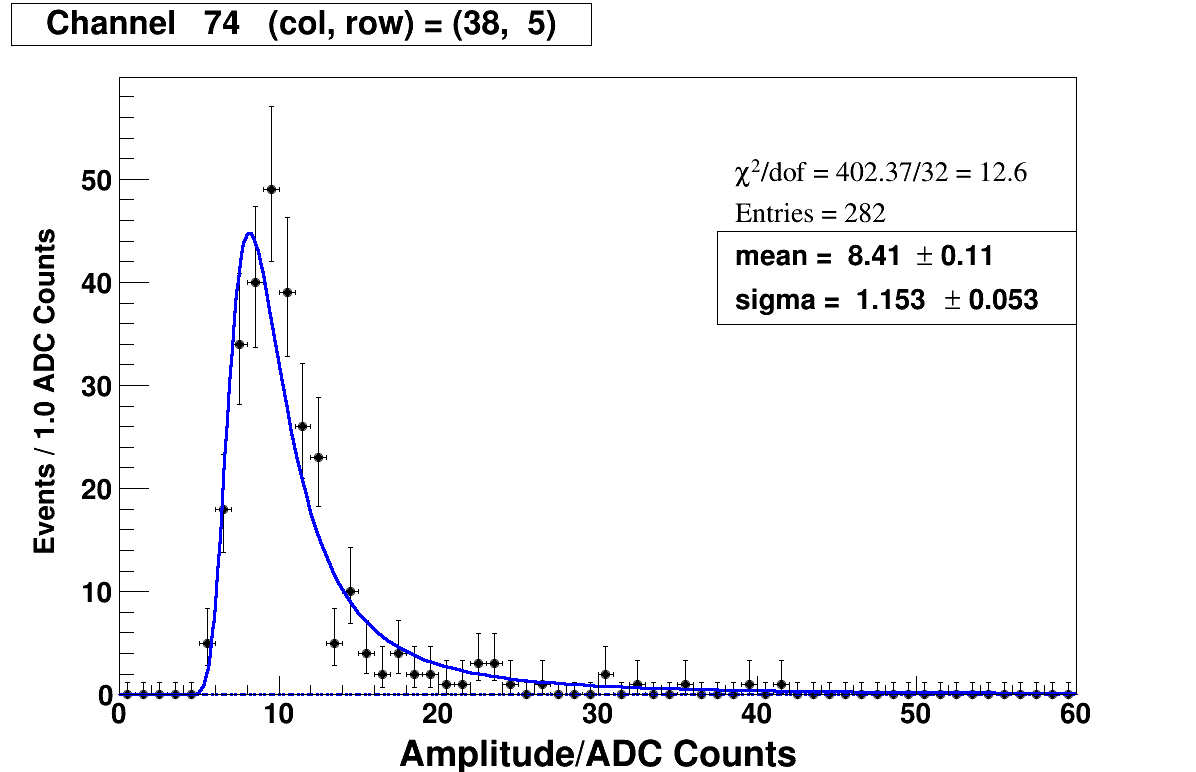 Channel 74 (col, row) = (38, 5)
χ²/dof = 402.37/32 = 12.6
Entries = 282
mean = 8.41 ± 0.11
sigma = 1.153 ± 0.053
Events / 1.0 ADC Counts
50
40
30
20
10
0
0 10 20 30 40 50 60
Amplitude/ADC Counts